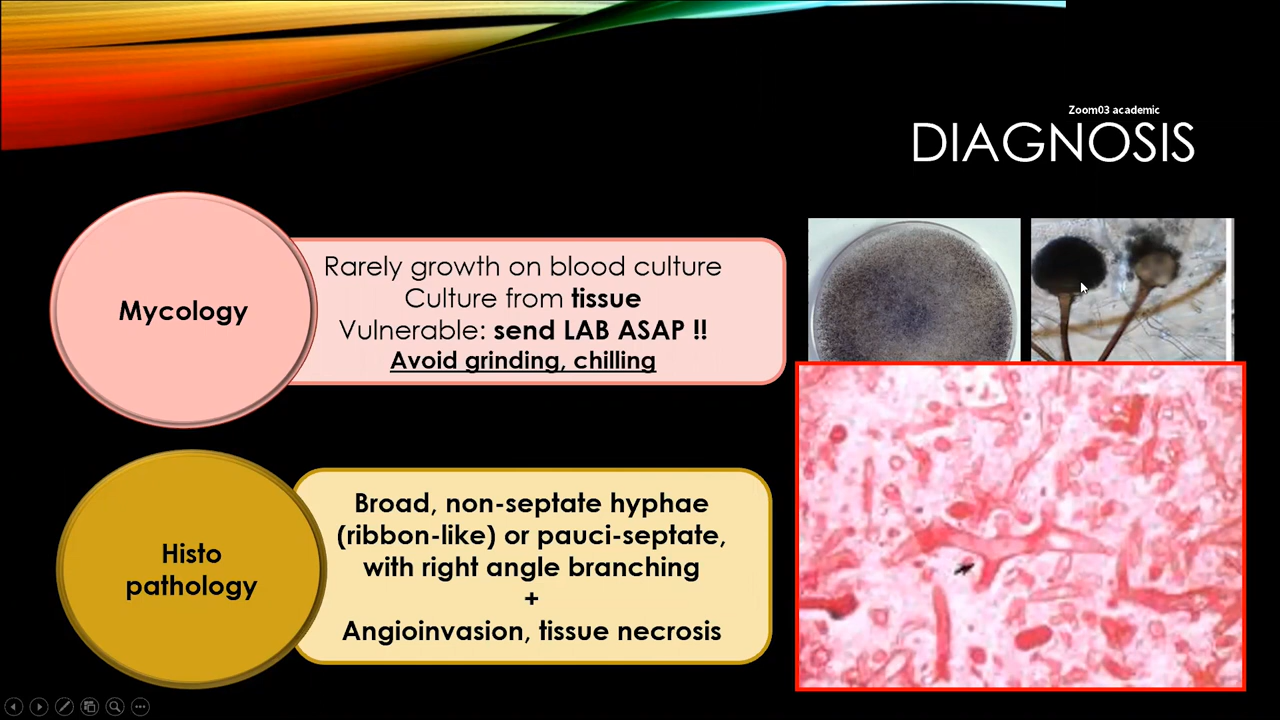 Zoom03 academic
DIAGNOSIS
Mycology
Rarely growth on blood culture
Culture from tissue
Vulnerable: send LAB ASAP !!
Avoid grinding, chilling
Histo
pathology
Broad, non-septate hyphae
(ribbon-like) or pauci-septate,
with right angle branching
+
Angioinvasion, tissue necrosis